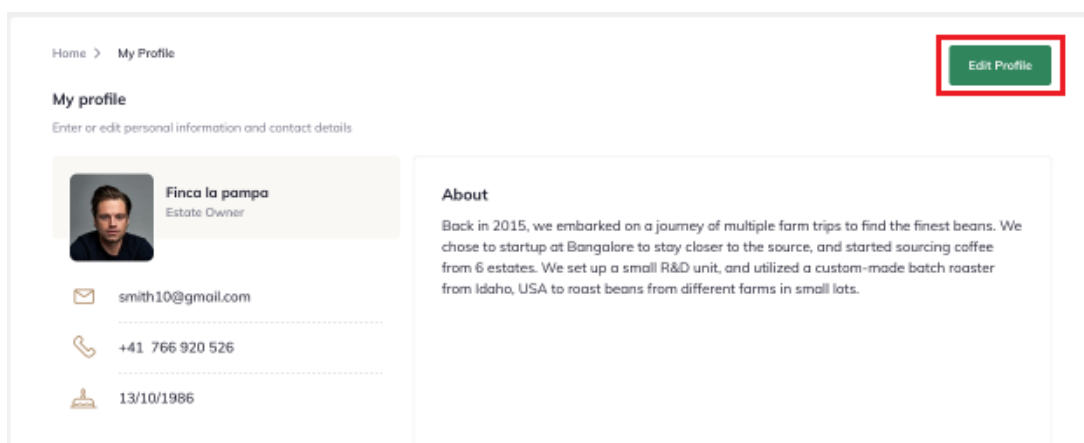 Home > My Profile
Edit Profile
My profile
Enter or edit personal information and contact details
Finca la pampa
Estate Owner
smith10@gmail.com
+41 766 920 526
13/10/1986
About
Back in 2015, we embarked on a journey of multiple farm trips to find the finest beans. We
chose to startup at Bangalore to stay closer to the source, and started sourcing coffee
from 6 estates. We set up a small R&D unit, and utilized a custom-made batch roaster
from Idaho, USA to roast beans from different farms in small lots.